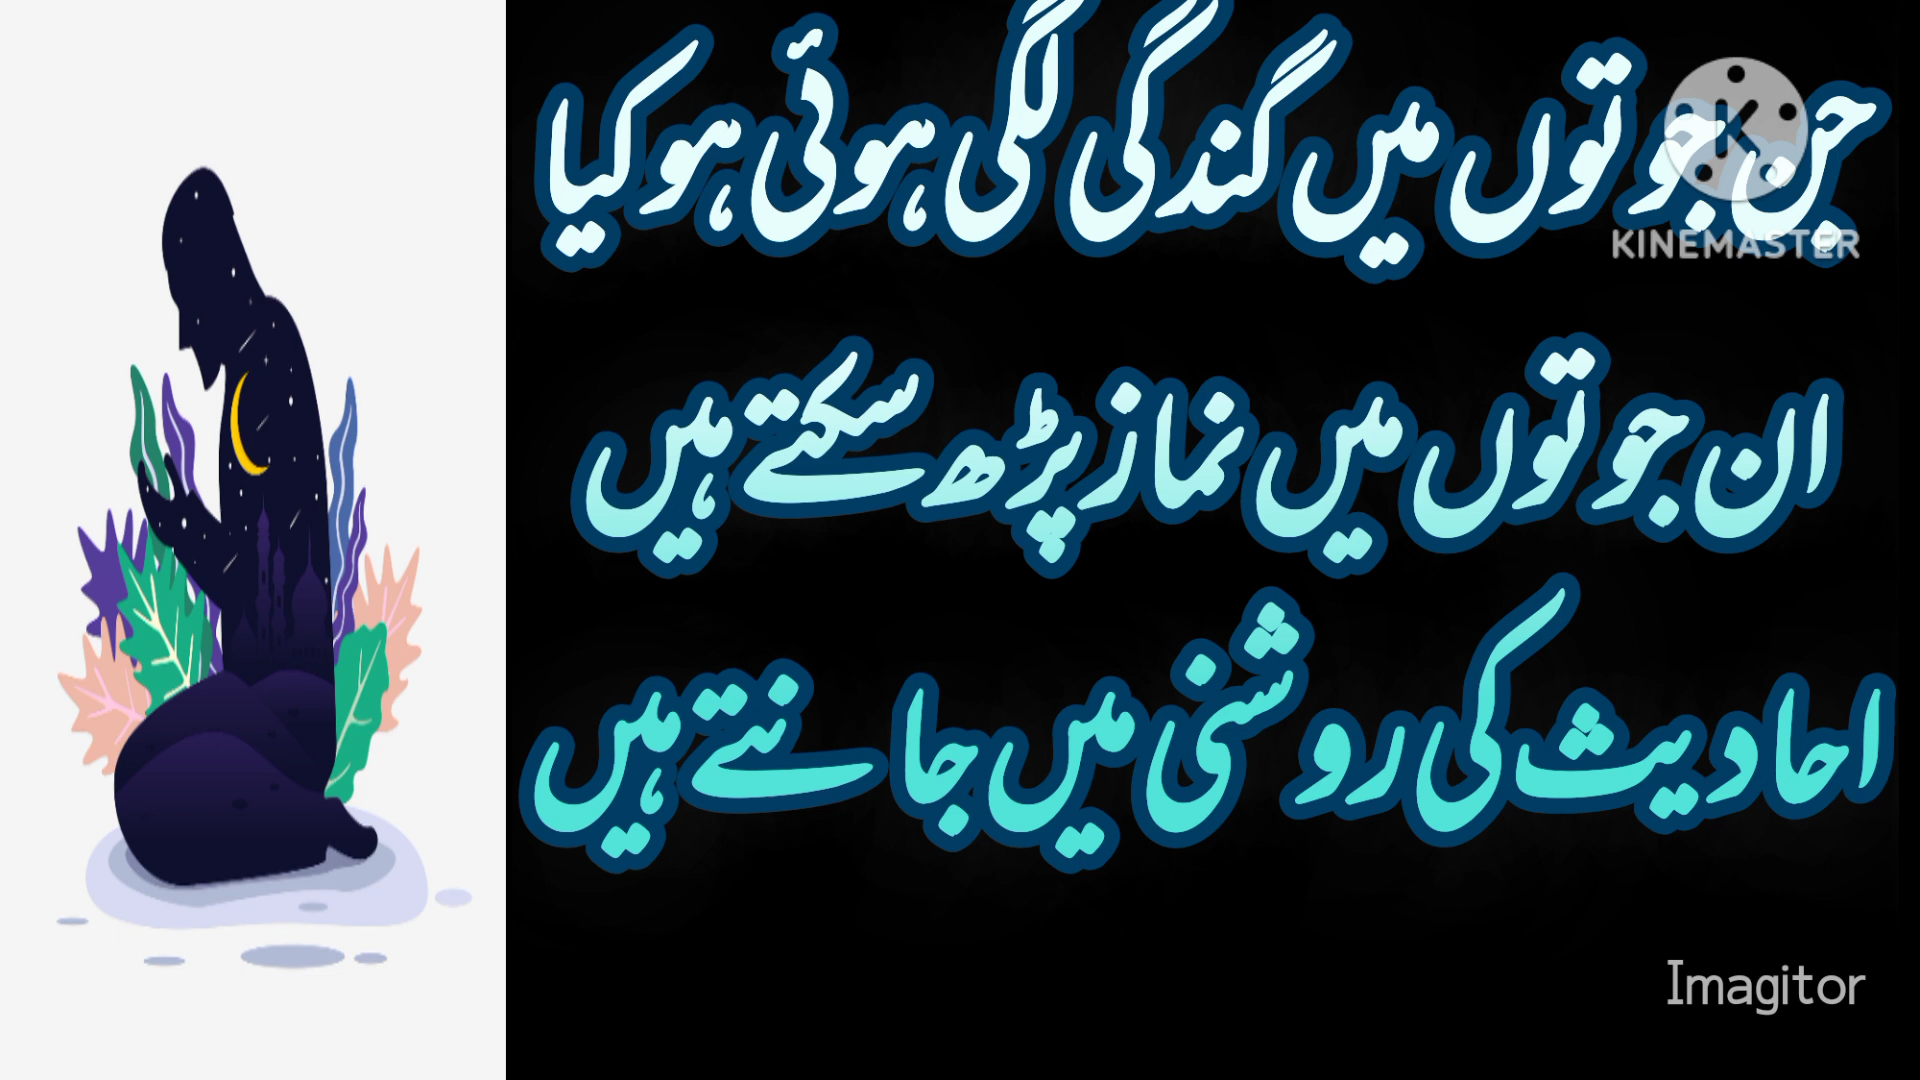 جن جوتوں میں گندگی لگی ہوئی ہو کیا
ان جوتوں میں نماز پڑھ سکتے ہیں
احادیث کی روشنی میں جانتے ہیں
K
KINEMASTER
Imagitor